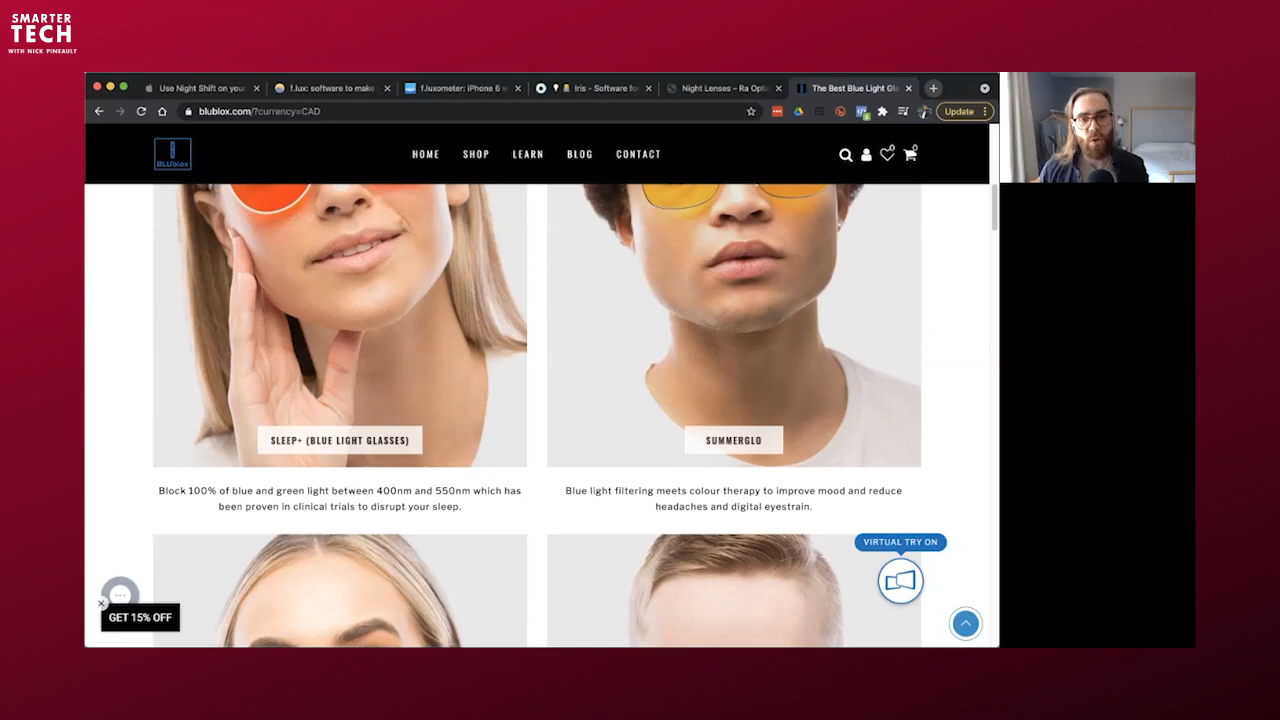 SMARTER
TECH
WITH NICK PINEAULT
Use Night Shift on your
f.lux: software to make
f.luxometer: iPhone 6 w
Iris - Software for
Night Lenses – Ra Opti
The Best Blue Light Gl
blublox.com/?currency=CAD
Update
BLUblox
HOME
SHOP
LEARN
BLOG
CONTACT
0
0
SLEEP+ (BLUE LIGHT GLASSES)
SUMMERGLO
Block 100% of blue and green light between 400nm and 550nm which has
been proven in clinical trials to disrupt your sleep.
Blue light filtering meets colour therapy to improve mood and reduce
headaches and digital eyestrain.
VIRTUAL TRY ON
GET 15% OFF